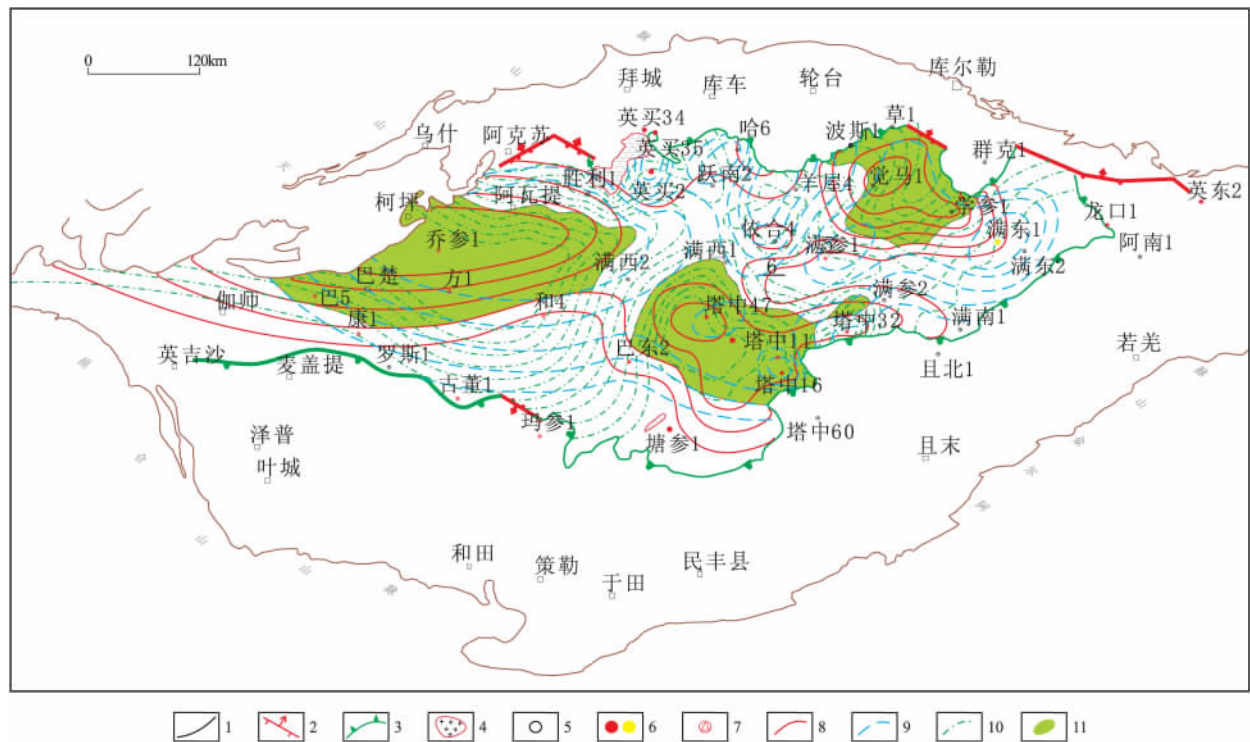 0 120km
拜城
库车
轮台
库尔勒
乌什
阿克苏
英买34
英买35
哈6
波斯1
草1
群克1
英东2
胜利1
英买2
跃南2
羊屋4
觉马1
柯坪
阿瓦提
学参1
龙口1
乔参1
依合4
满参1
满东1
阿南1
满西2
满西1
满东2
巴楚
方1
6
伽师
巴5
和4
塔中47
满参2
康1
塔中32
满南1
英吉沙
麦盖提
罗斯1
巴东2
塔中11
且北1
若羌
古董1
塔中16
玛参1
塘参1
塔中60
泽普
叶城
且末
和田
策勒
于田
民丰县
1
2
3
4
5
6
7
8
9
10
11